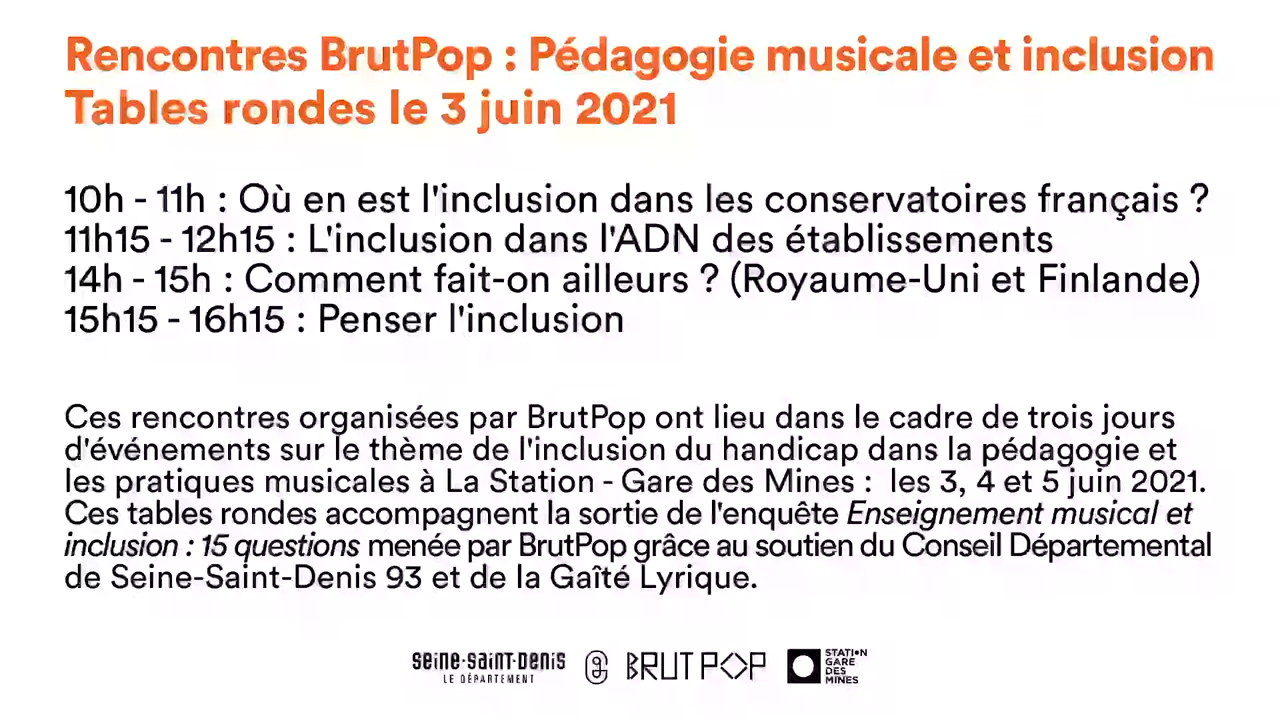 Rencontres BrutPop : Pédagogie musicale et inclusion
Tables rondes le 3 juin 2021
10h - 11h : Où en est l'inclusion dans les conservatoires français ?
11h15 - 12h15 : L'inclusion dans l'ADN des établissements
14h - 15h : Comment fait-on ailleurs ? (Royaume-Uni et Finlande)
15h15 - 16h15 : Penser l'inclusion
Ces rencontres organisées par BrutPop ont lieu dans le cadre de trois jours
d'événements sur le thème de l'inclusion du handicap dans la pédagogie et
les pratiques musicales à La Station - Gare des Mines :  les 3, 4 et 5 juin 2021.
Ces tables rondes accompagnent la sortie de l'enquête Enseignement musical et
inclusion : 15 questions menée par BrutPop grâce au soutien du Conseil Départemental
de Seine-Saint-Denis 93 et de la Gaîté Lyrique.
seine-saint-denis
LE DÉPARTEMENT
BRUT POP
STATION
GARE
DES
MINES